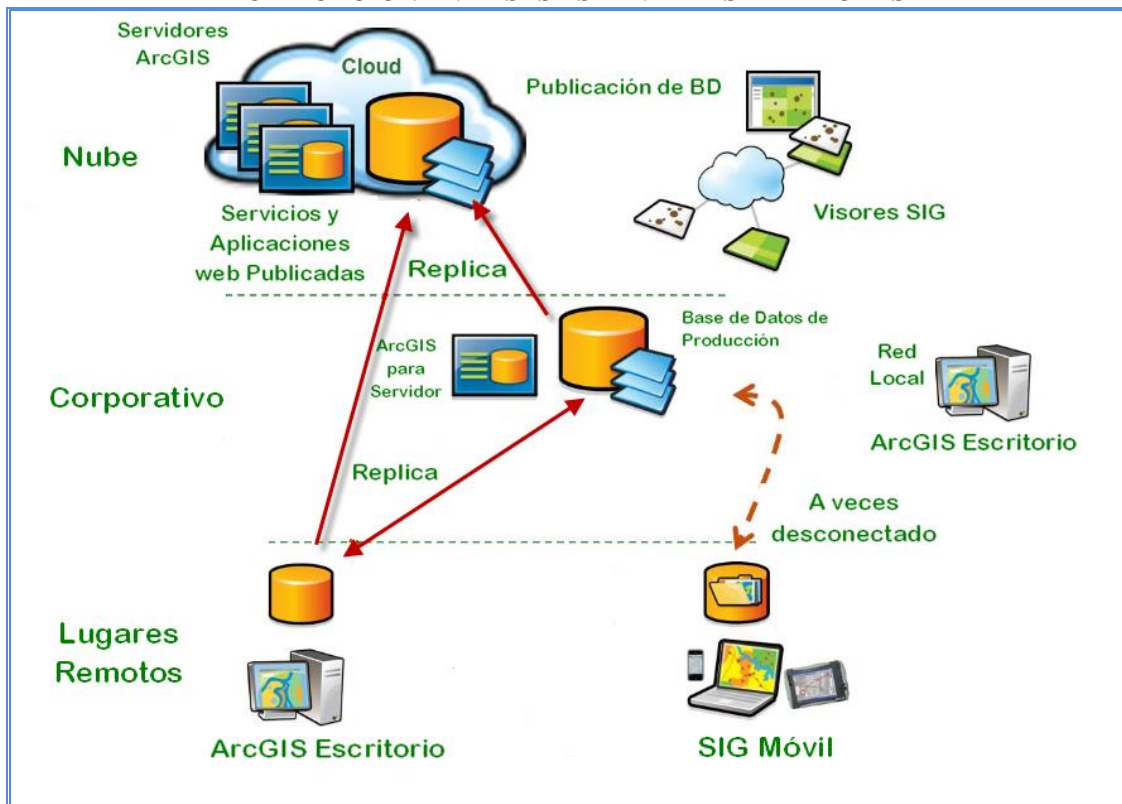 Servidores
ArcGIS
Cloud
Publicación de BD
Nube
Visores SIG
Servicios y
Aplicaciones
web Publicadas
Replica
Base de Datos de
Producción
ArcGIS
para
Servidor
Red
Local
Corporativo
ArcGIS Escritorio
Replica
A veces
desconectado
Lugares
Remotos
ArcGIS Escritorio
SIG Móvil